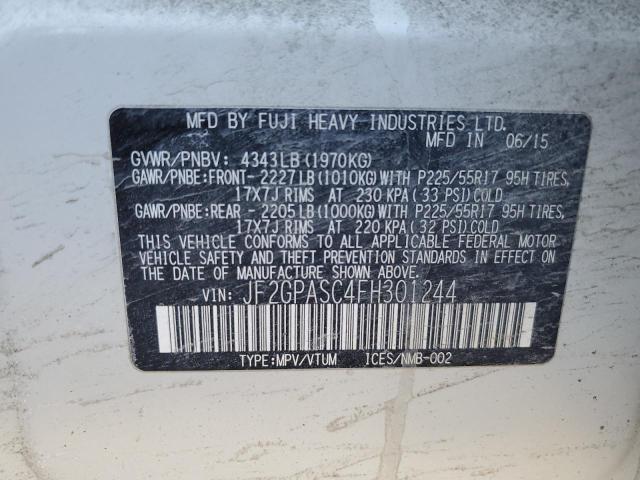 MFD BY FUJI HEAVY INDUSTRIES LTD.
MFD IN 06/15
GVWR/PNBV: 4343LB(1970KG)
GAWR/PNBE:FRONT-2227LB(1010KG)WITH P225/55R17 95H TIRES,
17X7J RIMS AT 230 KPA(33 PSI)COLD
GAWR/PNBE:REAR -2205LB(1000KG)WITH P225/55R17 95H TIRES,
17X7J RIMS AT 220 KPA(32 PSI)COLD
THIS VEHICLE CONFORMS TO ALL APPLICABLE FEDERAL MOTOR
VEHICLE SAFETY, BUMPER, AND THEFT PREVENTION STANDARDS IN
EFFECT ON THE DATE OF MANUFACTURE SHOWN ABOVE.
VIN: JF2GPASC4FH301244
TYPE:MPV/VTUM ICES/NMB-002